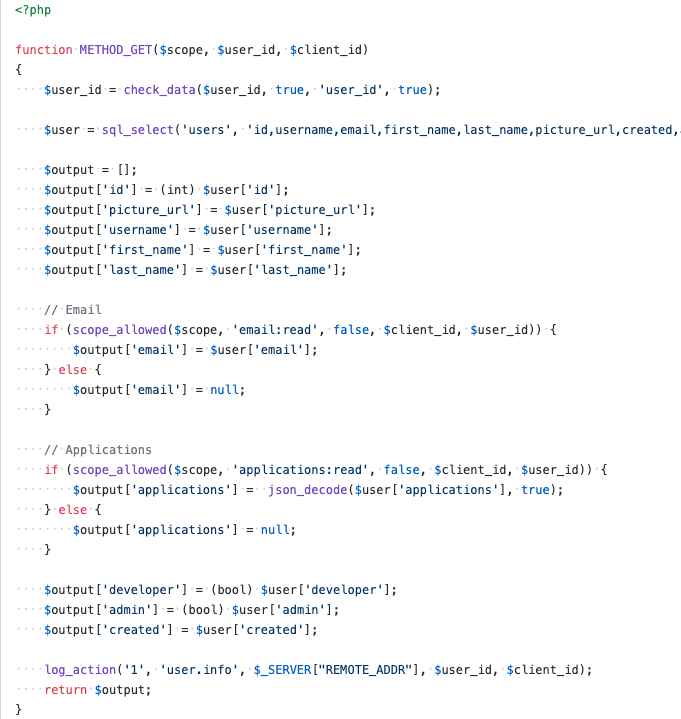 <?php
function METHOD_GET($scope, $user_id, $client_id)
{
    $user_id = check_data($user_id, true, 'user_id', true);
    $user = sql_select('users', 'id,username,email,first_name,last_name,picture_url,created,
    $output = [];
    $output['id'] = (int) $user['id'];
    $output['picture_url'] = $user['picture_url'];
    $output['username'] = $user['username'];
    $output['first_name'] = $user['first_name'];
    $output['last_name'] = $user['last_name'];
    // Email
    if (scope_allowed($scope, 'email:read', false, $client_id, $user_id)) {
        $output['email'] = $user['email'];
    } else {
        $output['email'] = null;
    }
    // Applications
    if (scope_allowed($scope, 'applications:read', false, $client_id, $user_id)) {
        $output['applications'] =  json_decode($user['applications'], true);
    } else {
        $output['applications'] = null;
    }
    $output['developer'] = (bool) $user['developer'];
    $output['admin'] = (bool) $user['admin'];
    $output['created'] = $user['created'];
    log_action('1', 'user.info', $_SERVER["REMOTE_ADDR"], $user_id, $client_id);
    return $output;
}